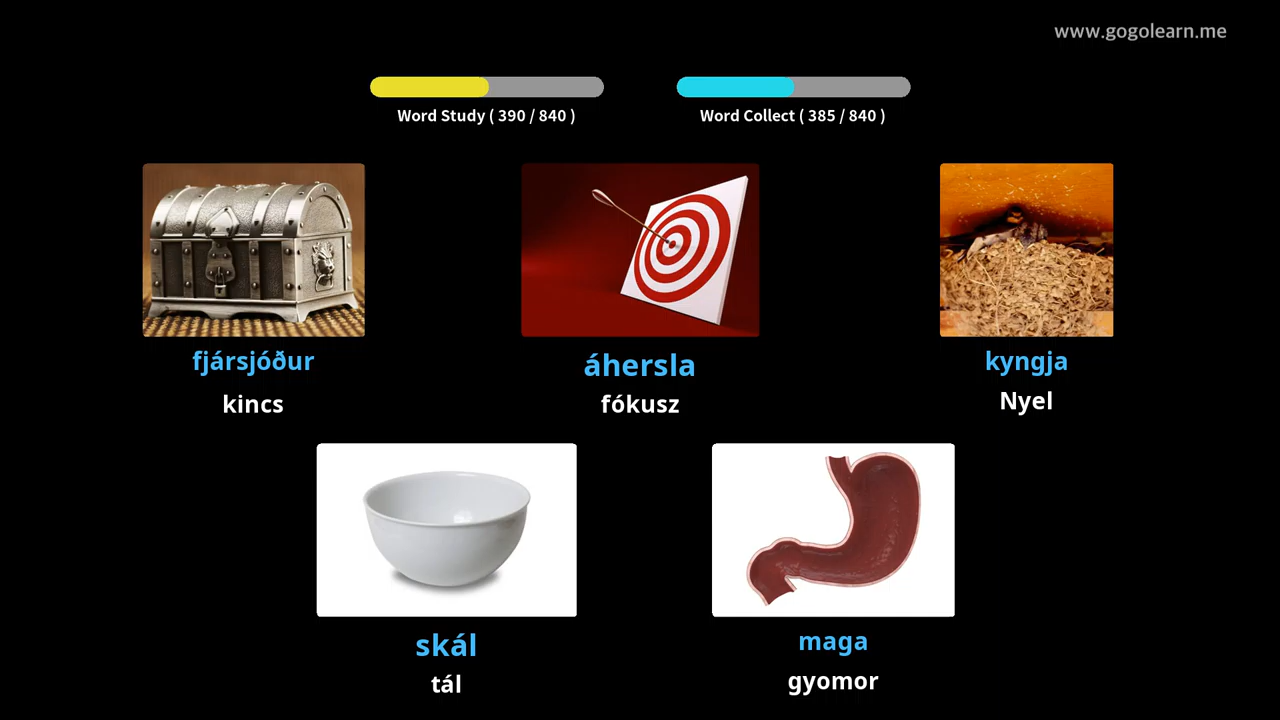 www.gogolearn.me
Word Study ( 390 / 840 )
Word Collect ( 385 / 840 )
fjársjóður
áhersla
kyngja
kincs
fókusz
Nyel
skál
maga
tál
gyomor